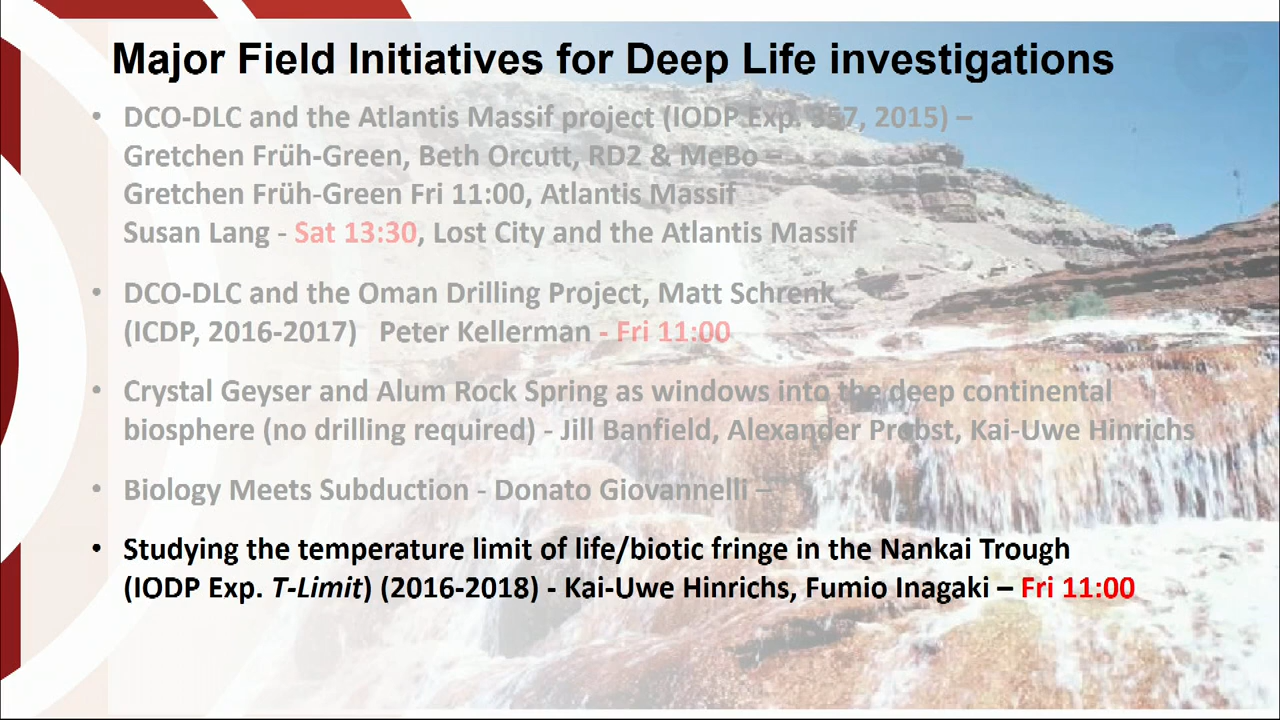 Major Field Initiatives for Deep Life investigations
• DCO-DLC and the Atlantis Massif project (IODP Exp. 357, 2015) –
Gretchen Früh-Green, Beth Orcutt, RD2 & MeBo –
Gretchen Früh-Green Fri 11:00, Atlantis Massif
Susan Lang - Sat 13:30, Lost City and the Atlantis Massif
• DCO-DLC and the Oman Drilling Project, Matt Schrenk
(ICDP, 2016-2017) Peter Kellerman - Fri 11:00
• Crystal Geyser and Alum Rock Spring as windows into the deep continental
biosphere (no drilling required) - Jill Banfield, Alexander Probst, Kai-Uwe Hinrichs
• Biology Meets Subduction - Donato Giovannelli –
• Studying the temperature limit of life/biotic fringe in the Nankai Trough
(IODP Exp. T-Limit) (2016-2018) - Kai-Uwe Hinrichs, Fumio Inagaki – Fri 11:00